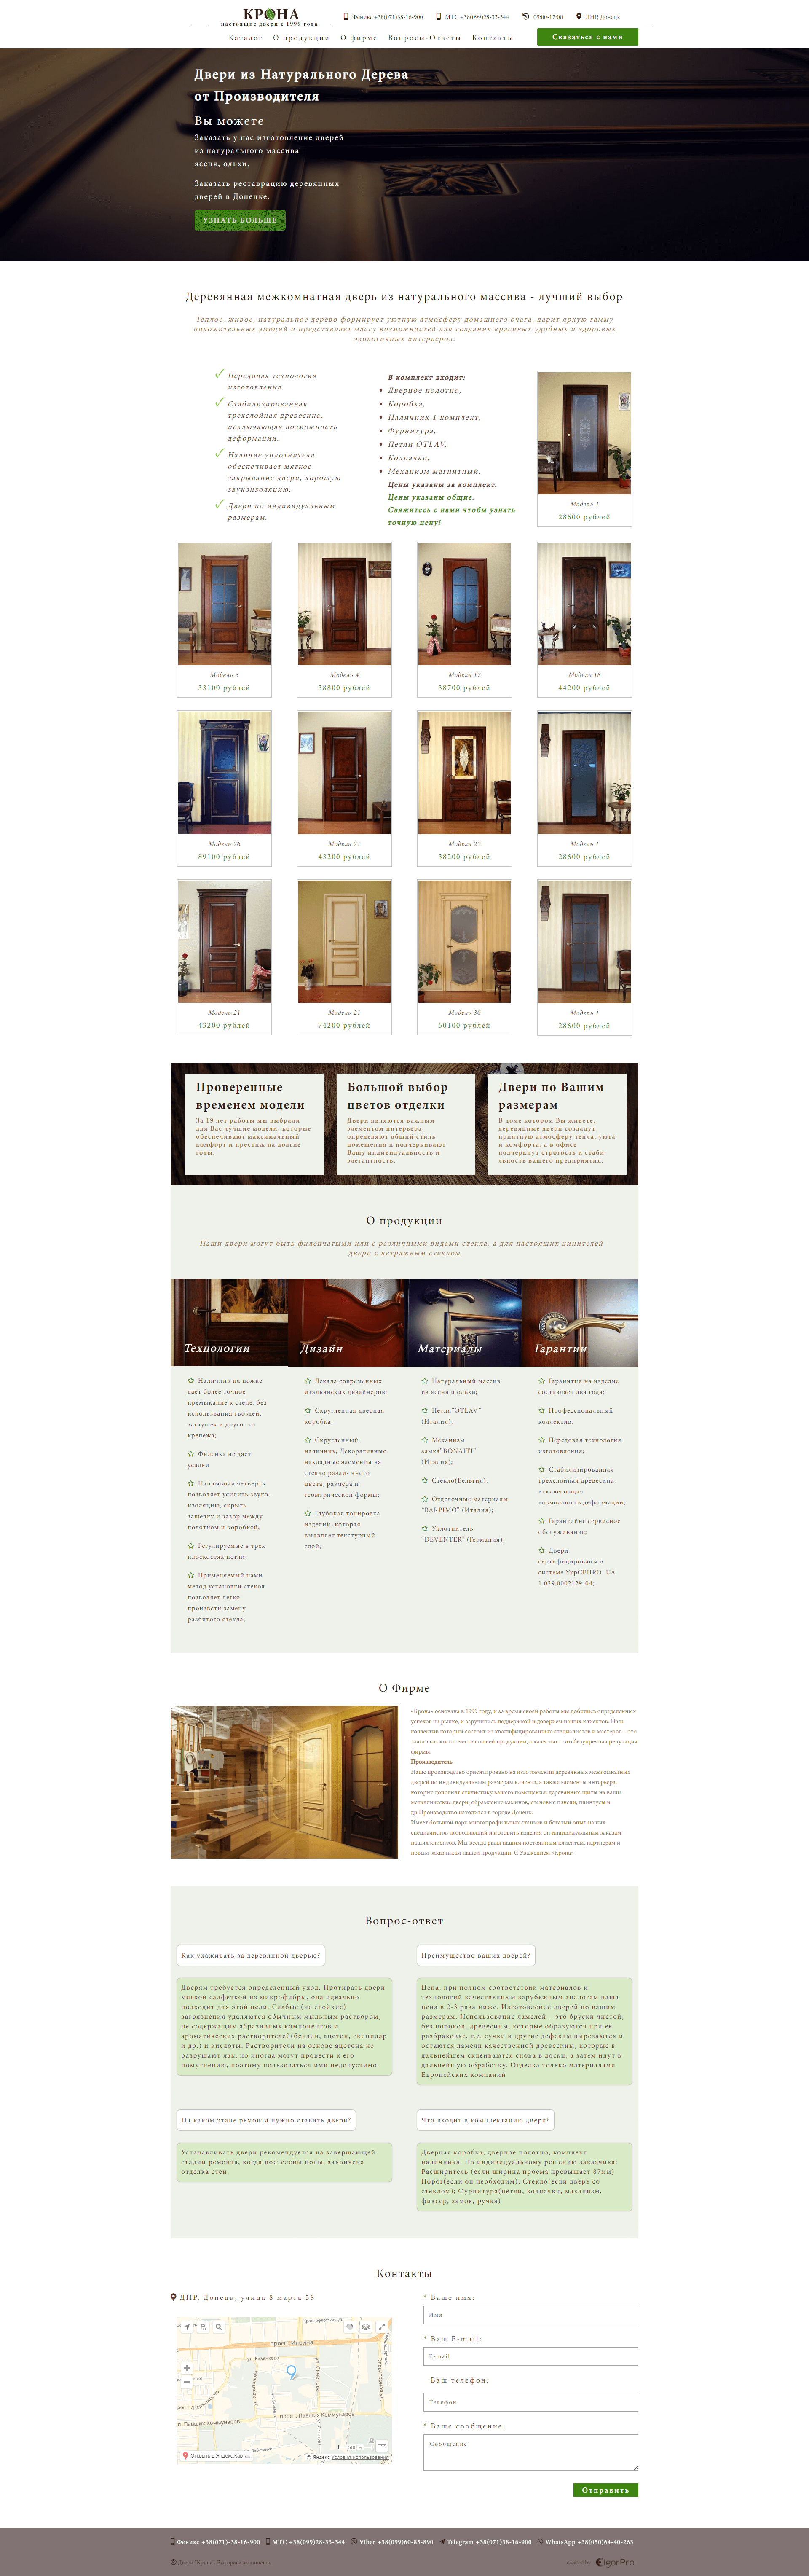 КРОНА
настоящие двери с 1999 года
Феникс +38(071)38-16-900
МТС +38(099)28-33-344
09:00-17:00
ДНР, Донецк
Каталог
О продукции
О фирме
Вопросы-Ответы
Контакты
Связаться с нами
Двери из Натурального Дерева
от Производителя
Вы можете
Заказать у нас изготовление дверей
из натурального массива
ясеня, ольхи.
Заказать реставрацию деревянных
дверей в Донецке.
УЗНАТЬ БОЛЬШЕ
Деревянная межкомнатная дверь из натурального массива - лучший выбор
Теплое, живое, натуральное дерево формирует уютную атмосферу домашнего очага, дарит яркую гамму
положительных эмоций и представляет массу возможностей для создания красивых удобных и здоровых
экологичных интерьеров.
Передовая технология
изготовления.
Стабилизированная
трехслойная древесина,
исключающая возможность
деформации.
Наличие уплотнителя
обеспечивает мягкое
закрывание двери, хорошую
звукоизоляцию.
Двери по индивидуальным
размерам.
В комплект входит:
Дверное полотно,
Коробка,
Наличник 1 комплект,
Фурнитура,
Петли OTLAV,
Колпачки,
Механизм магнитный.
Цены указаны за комплект.
Цены указаны общие.
Свяжитесь с нами чтобы узнать
точную цену!
Модель 1
28600 рублей
Модель 3
33100 рублей
Модель 4
38800 рублей
Модель 17
38700 рублей
Модель 18
44200 рублей
Модель 26
89100 рублей
Модель 21
43200 рублей
Модель 22
38200 рублей
Модель 1
28600 рублей
Модель 21
43200 рублей
Модель 21
74200 рублей
Модель 30
60100 рублей
Модель 1
28600 рублей
Проверенные
временем модели
За 19 лет работы мы выбрали
для Вас лучшие модели, которые
обеспечивают максимальный
комфорт и престиж на долгие
годы.
Большой выбор
цветов отделки
Двери являются важным
элементом интерьера,
определяют общий стиль
помещения и подчеркивают
Вашу индивидуальность и
элегантность.
Двери по Вашим
размерам
В доме котором Вы живете,
деревянные двери создадут
приятную атмосферу тепла, уюта
и комфорта, а в офисе
подчеркнут строгость и стаби-
льность вашего предприятия.
О продукции
Наши двери могут быть филенчатыми или с различными видами стекла, а для настоящих ценителей -
двери с ветражным стеклом
Технологии
Дизайн
Материалы
Гарантии
Наличник на ножке
дает более точное
примыкание к стене, без
использования гвоздей,
заглушек и друго- го
крепежа;
Филенка не дает
усадки
Наплывная четверть
позволяет усилить звуко-
изоляцию, скрыть
защелку и зазор между
полотном и коробкой;
Регулируемые в трех
плоскостях петли;
Применяемый нами
метод установки стекол
позволяет легко
произвсти замену
разбитого стекла;
Лекала современных
итальянских дизайнеров;
Скругленная дверная
коробка;
Скругленный
наличник; Декоративные
накладные элементы на
стекло разли- чного
цвета, размера и
геомтрической формы;
Глубокая тонировка
изделий, которая
выявляет текстурный
слой;
Натуральный массив
из ясеня и ольхи;
Петля"OTLAV"
(Италия);
Механизм
замка"BONAITI"
(Италия);
Стекло(Бельгия);
Отделочные материалы
"BARPIMO" (Италия);
Уплотнитель
"DEVENTER" (Германия);
Гаранития на изделие
составляет два года;
Профессиональный
коллектив;
Передовая технология
изготовления;
Стабилизированная
трехслойная древесина,
исключающая
возможность деформации;
Гарантийне сервисное
обслуживание;
Двери
сертифицированы в
системе УкрСЕПРО: UA
1.029.0002129-04;
О Фирме
«Крона» основана в 1999 году, и за время своей работы мы добились определенных
успехов на рынке, и заручились поддержкой и доверием наших клиентов. Наш
коллектив который состоит из квалифицированных специалистов и мастеров – это
залог высокого качества нашей продукции, а качество – это безупречная репутация
фирмы.
Производитель
Наше производство ориентировано на изготовлении деревянных межкомнатных
дверей по индивидуальным размерам клиента, а также элементы интерьера,
которые дополнят стилистику вашего помещения: деревянные щиты на ваши
металлические двери, обрамление каминов, стеновые панели, плинтусы и
др.Производство находится в городе Донецк.
Имеет большой парк многопрофильных станков и богатый опыт наших
специалистов позволяющий изготовить изделия оп индивидуальным заказам
наших клиентов. Мы всегда рады нашим постоянным клиентам, партнерам и
новым заказчикам нашей продукции. С Уважением «Крона»
Вопрос-ответ
Как ухаживать за деревянной дверью?
Дверям требуется определенный уход. Протирать двери
мягкой салфеткой из микрофибры, она идеально
подходит для этой цели. Слабые (не стойкие)
загрязнения удаляются обычным мыльным раствором,
не содержащим абразивных компонентов и
ароматических растворителей(бензин, ацетон, скипидар
и др.) и кислоты. Растворители на основе ацетона не
разрушают лак, но иногда могут провести к его
помутнению, поэтому пользоваться ими недопустимо.
Преимущество ваших дверей?
Цена, при полном соответствии материалов и
технологий качественным зарубежным аналогам наша
цена в 2-3 раза ниже. Изготовление дверей по вашим
размерам. Использование ламелей – это бруски чистой,
без пороков, древесины, которые образуются при ее
разбраковке, т.е. сучки и другие дефекты вырезаются и
остаются ламели качественной древесины, которые в
дальнейшем склеиваются снова в доски, а затем идут в
дальнейшую обработку. Отделка только материалами
Европейских компаний
На каком этапе ремонта нужно ставить двери?
Устанавливать двери рекомендуется на завершающей
стадии ремонта, когда постелены полы, закончена
отделка стен.
Что входит в комплектацию двери?
Дверная коробка, дверное полотно, комплект
наличника. По индивидуальному решению заказчика:
Расширитель (если ширина проема превышает 87мм)
Порог(если он необходим); Стекло(если дверь со
стеклом); Фурнитура(петли, колпачки, маханизм,
фиксер, замок, ручка)
Контакты
ДНР, Донецк, улица 8 марта 38
Краснофлотская ул.
просп. Ильича
ул. Разенкова
просп. Павших Коммунаров
п. Павших Коммунаров
500 м
Открыть в Яндекс.Картах
© Яндекс Условия использования
* Ваше имя:
Имя
* Ваш E-mail:
E-mail
Ваш телефон:
Телефон
* Ваше сообщение:
Сообщение
Отправить
Феникс +38(071)-38-16-900
МТС +38(099)28-33-344
Viber +38(099)60-85-890
Telegram +38(071)38-16-900
WhatsApp +38(050)64-40-263
® Двери "Крона". Все права защищены.
created by EigorPro